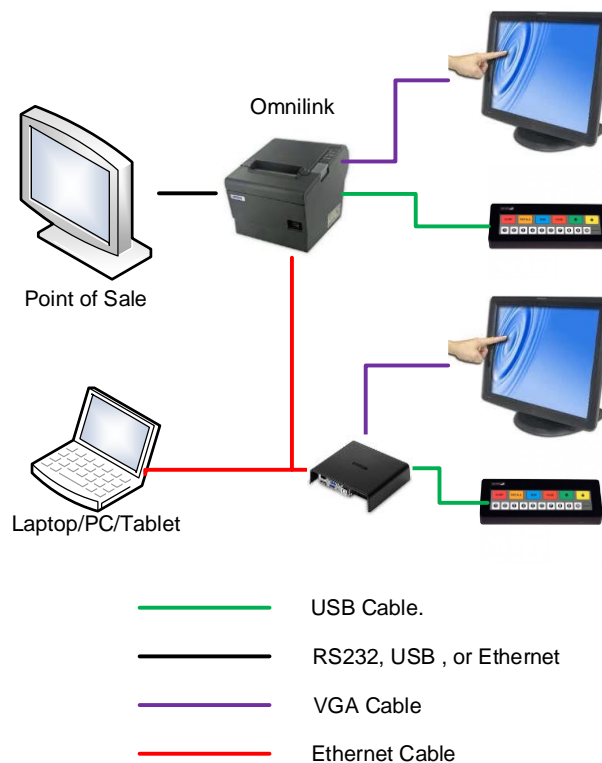 Omnilink
Point of Sale
Laptop/PC/Tablet
USB Cable.
RS232, USB , or Ethernet
VGA Cable
Ethernet Cable